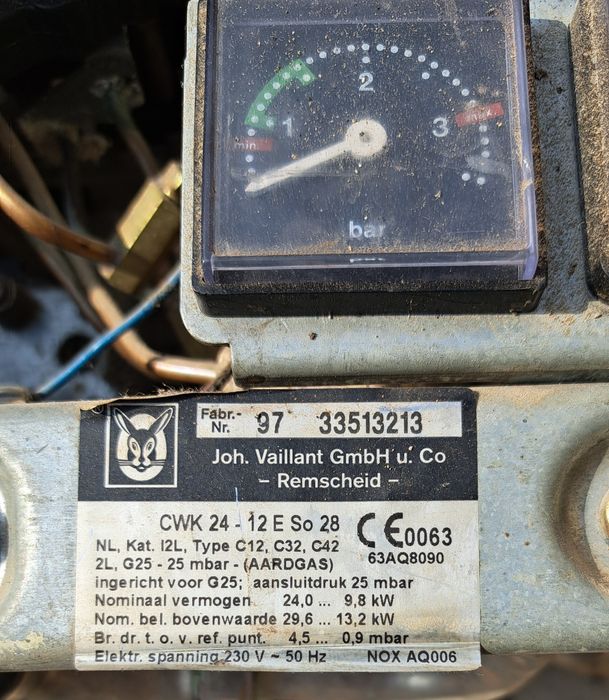 2
1
3
min.
max.
bar
Fabr.-
Nr. 97 33513213
Joh. Vaillant GmbH u. Co
– Remscheid –
CWK 24 - 12 E So 28
CE0063
63AQ8090
NL, Kat. I2L, Type C12, C32, C42
2L, G25 - 25 mbar - (AARDGAS)
ingericht voor G25; aansluitdruk 25 mbar
Nominaal vermogen 24,0 ... 9,8 kW
Nom. bel. bovenwaarde 29,6 ... 13,2 kW
Br. dr. t. o. v. ref. punt. 4,5 ... 0,9 mbar
Elektr. spanning 230 V ~ 50 Hz NOX AQ006